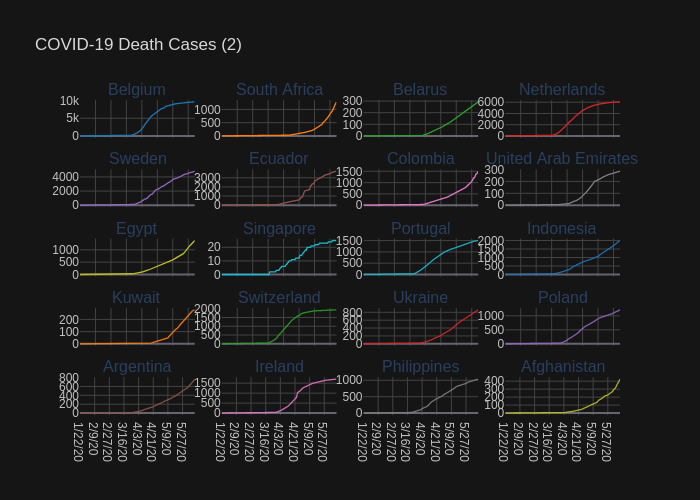 COVID-19 Death Cases (2)
Belgium South Africa Belarus Netherlands
10k 5k 0
1000 500 0
300 200 100 0
6000 4000 2000 0
Sweden Ecuador Colombia United Arab Emirates
4000 2000 0
3000 2000 1000 0
1500 1000 500 0
300 200 100 0
Egypt Singapore Portugal Indonesia
1000 500 0
20 10 0
1500 1000 500 0
2000 1500 1000 500 0
Kuwait Switzerland Ukraine Poland
200 100 0
2000 1500 1000 500 0
800 600 400 200 0
1000 500 0
Argentina Ireland Philippines Afghanistan
800 600 400 200 0
1500 1000 500 0
1000 500 0
400 300 200 100 0
1/22/20 2/9/20 2/27/20 3/16/20 4/3/20 4/21/20 5/9/20 5/27/20
1/22/20 2/9/20 2/27/20 3/16/20 4/3/20 4/21/20 5/9/20 5/27/20
1/22/20 2/9/20 2/27/20 3/16/20 4/3/20 4/21/20 5/9/20 5/27/20
1/22/20 2/9/20 2/27/20 3/16/20 4/3/20 4/21/20 5/9/20 5/27/20